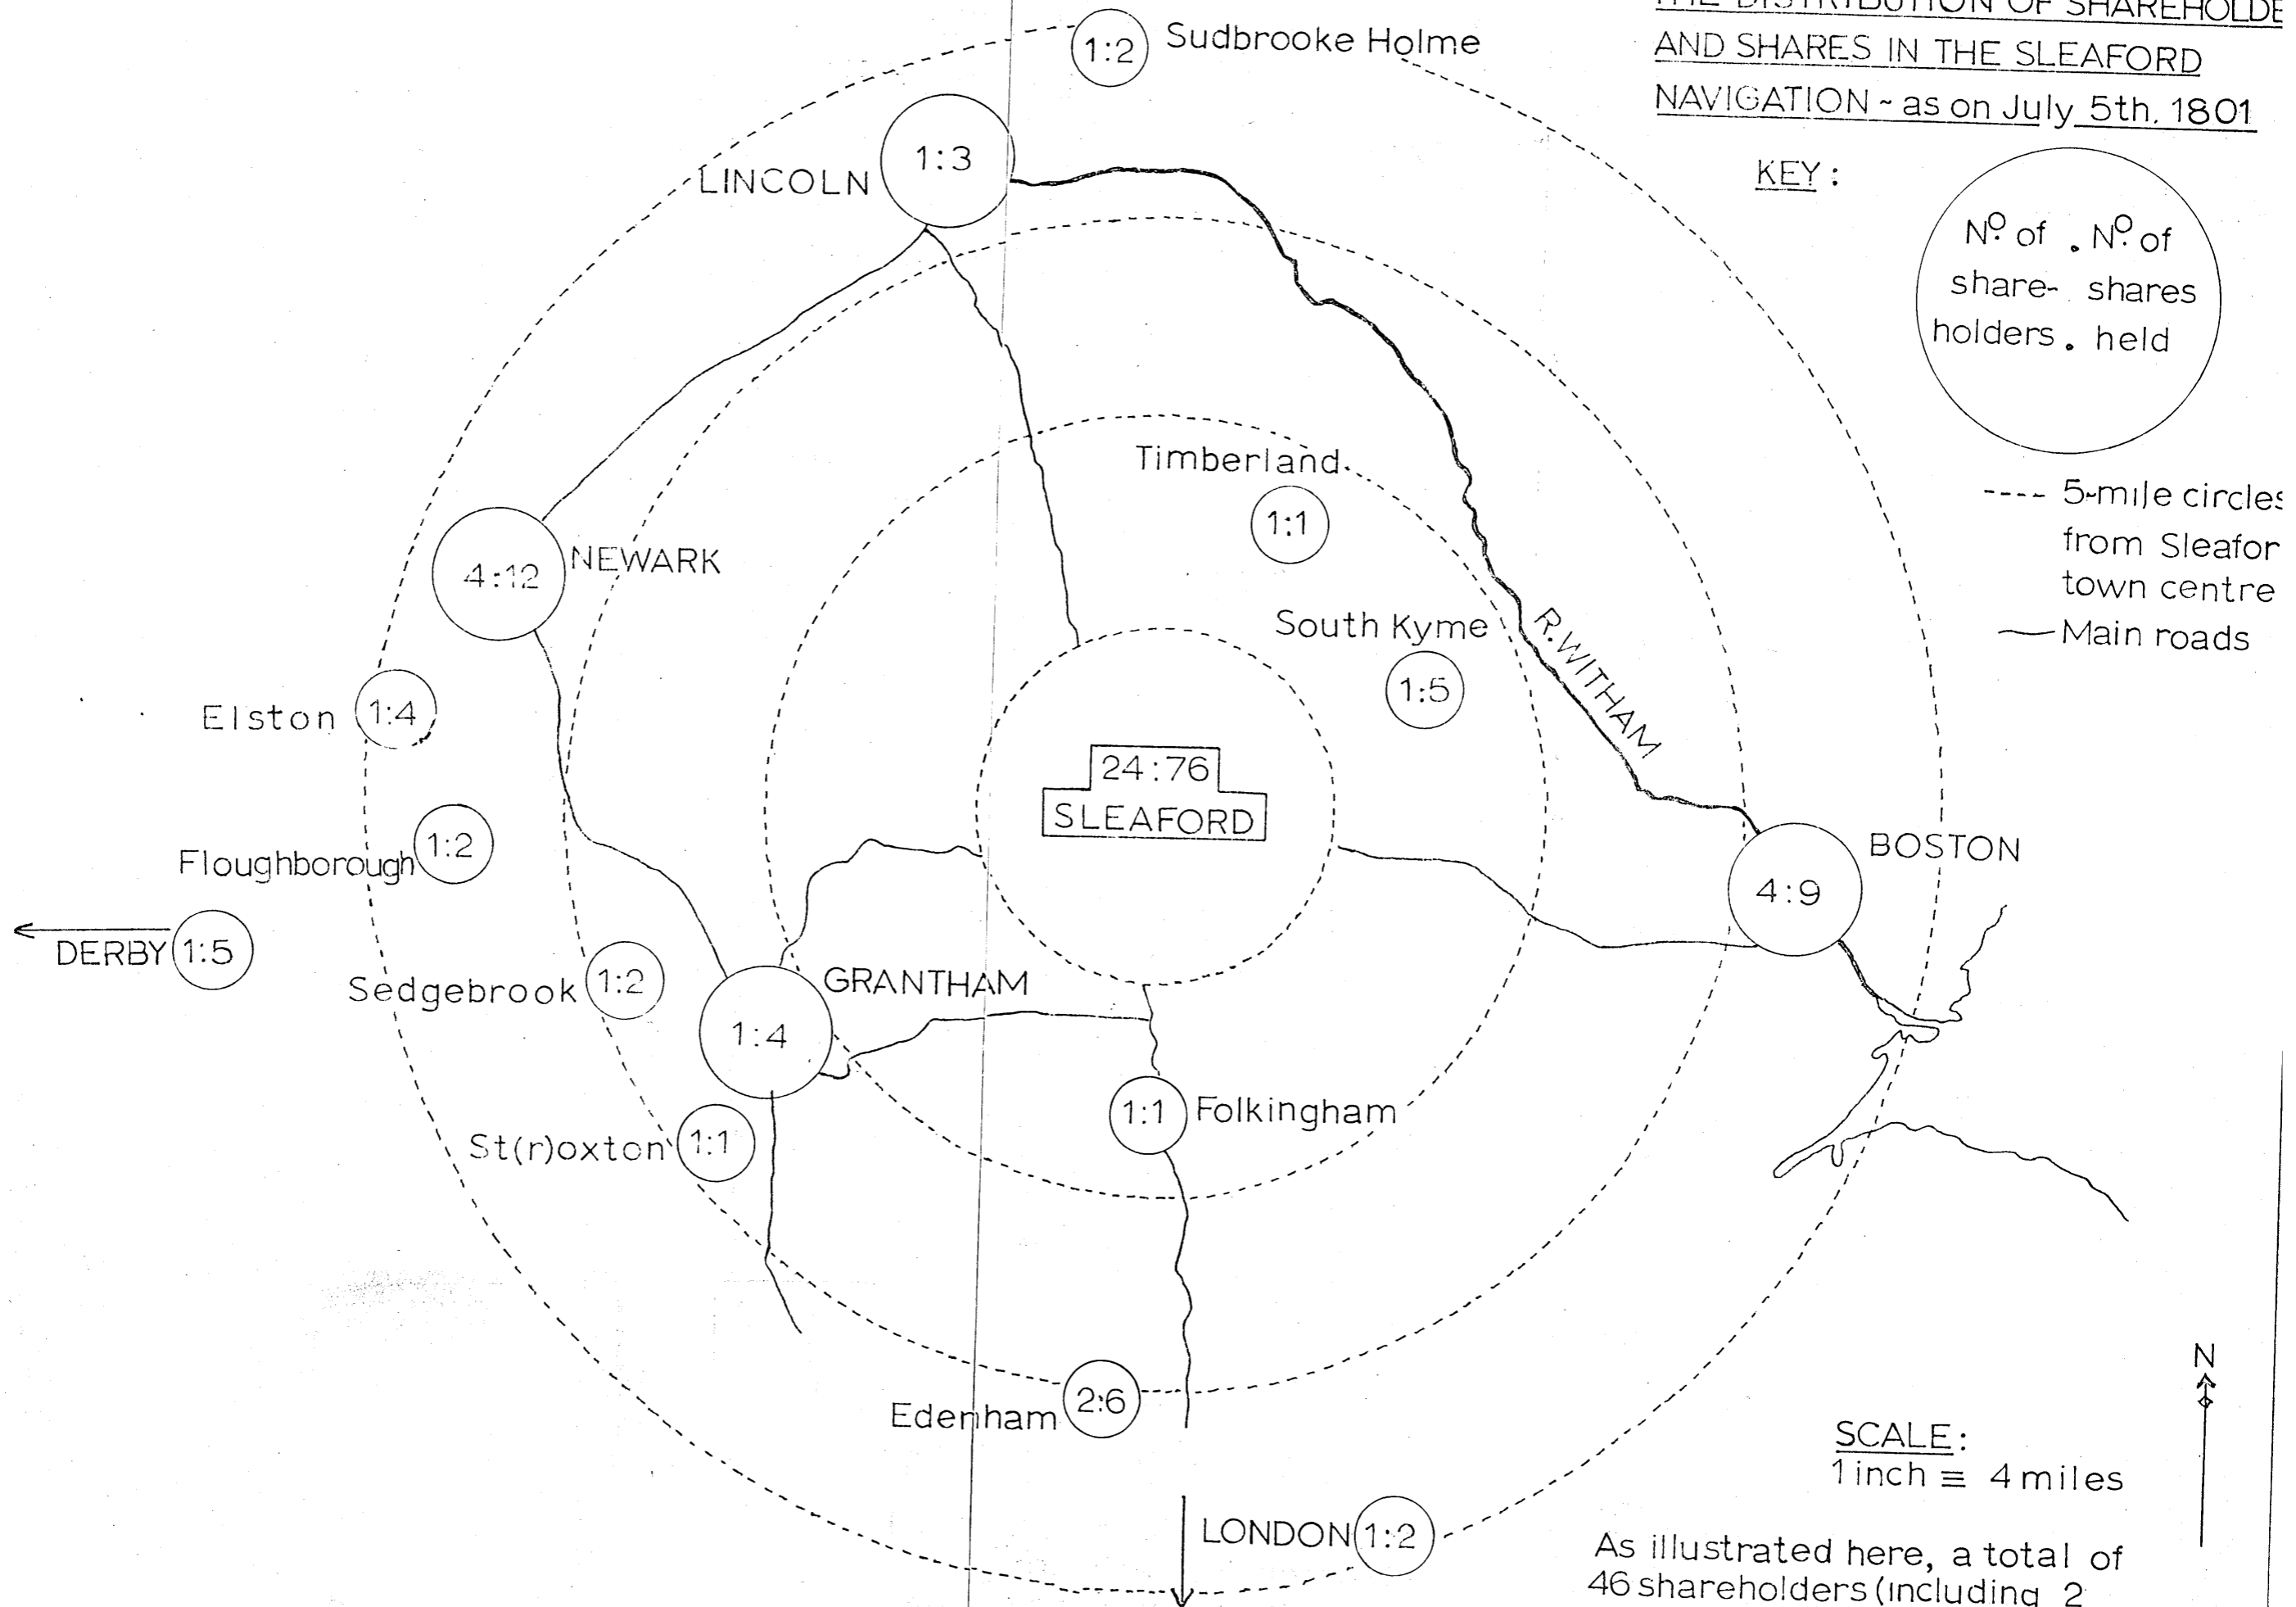 THE DISTRIBUTION OF SHAREHOLDE
AND SHARES IN THE SLEAFORD
NAVIGATION ~ as on July 5th. 1801
KEY:
Nº of : Nº of
share- shares
holders : held
---- 5-mile circles
from Sleafor
town centre
Main roads
1:2 Sudbrooke Holme
LINCOLN 1:3
Timberland
1:1
4:12 NEWARK
South Kyme
1:5
R. WITHAM
Elston 1:4
24:76
SLEAFORD
Floughborough 1:2
4:9 BOSTON
DERBY 1:5
Sedgebrook 1:2
GRANTHAM
1:4
1:1 Folkingham
St(r)oxton 1:1
Edenham 2:6
LONDON 1:2
N
SCALE:
1 inch ≡ 4 miles
As illustrated here, a total of
46 shareholders (including 2